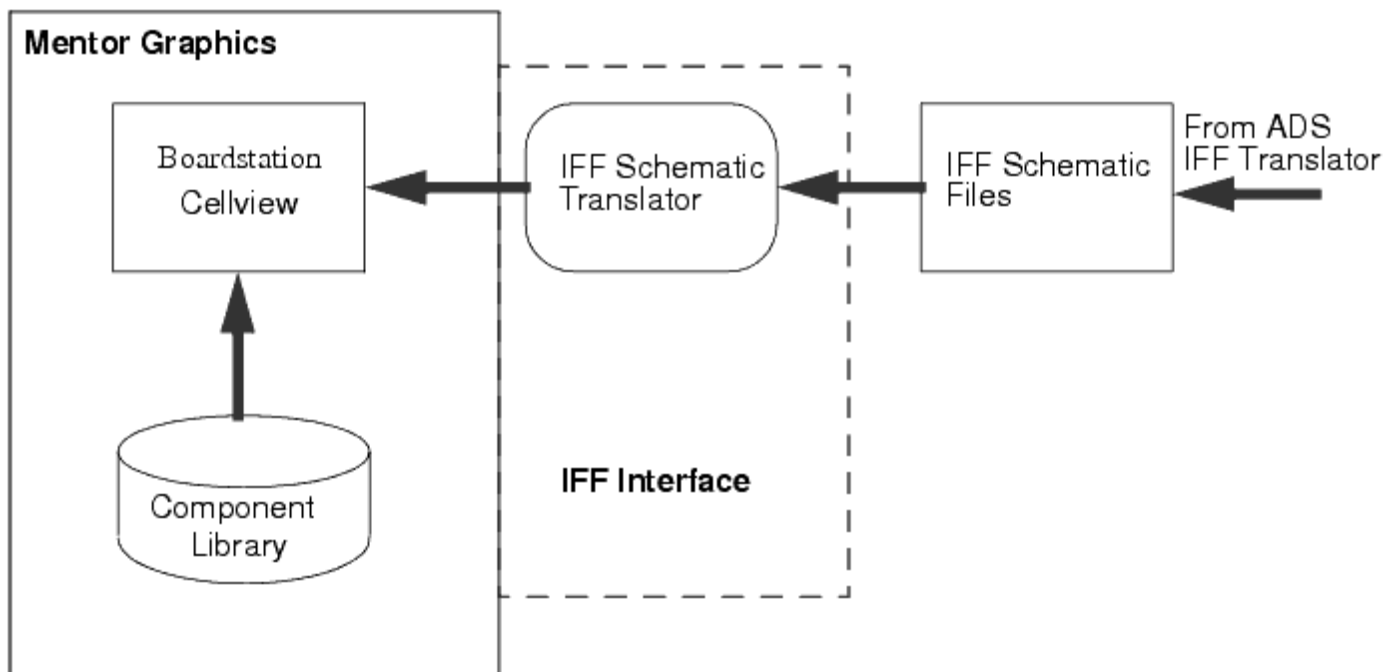 Mentor Graphics
Boardstation
Cellview
IFF Schematic
Translator
IFF Schematic
Files
From ADS
IFF Translator
Component
Library
IFF Interface